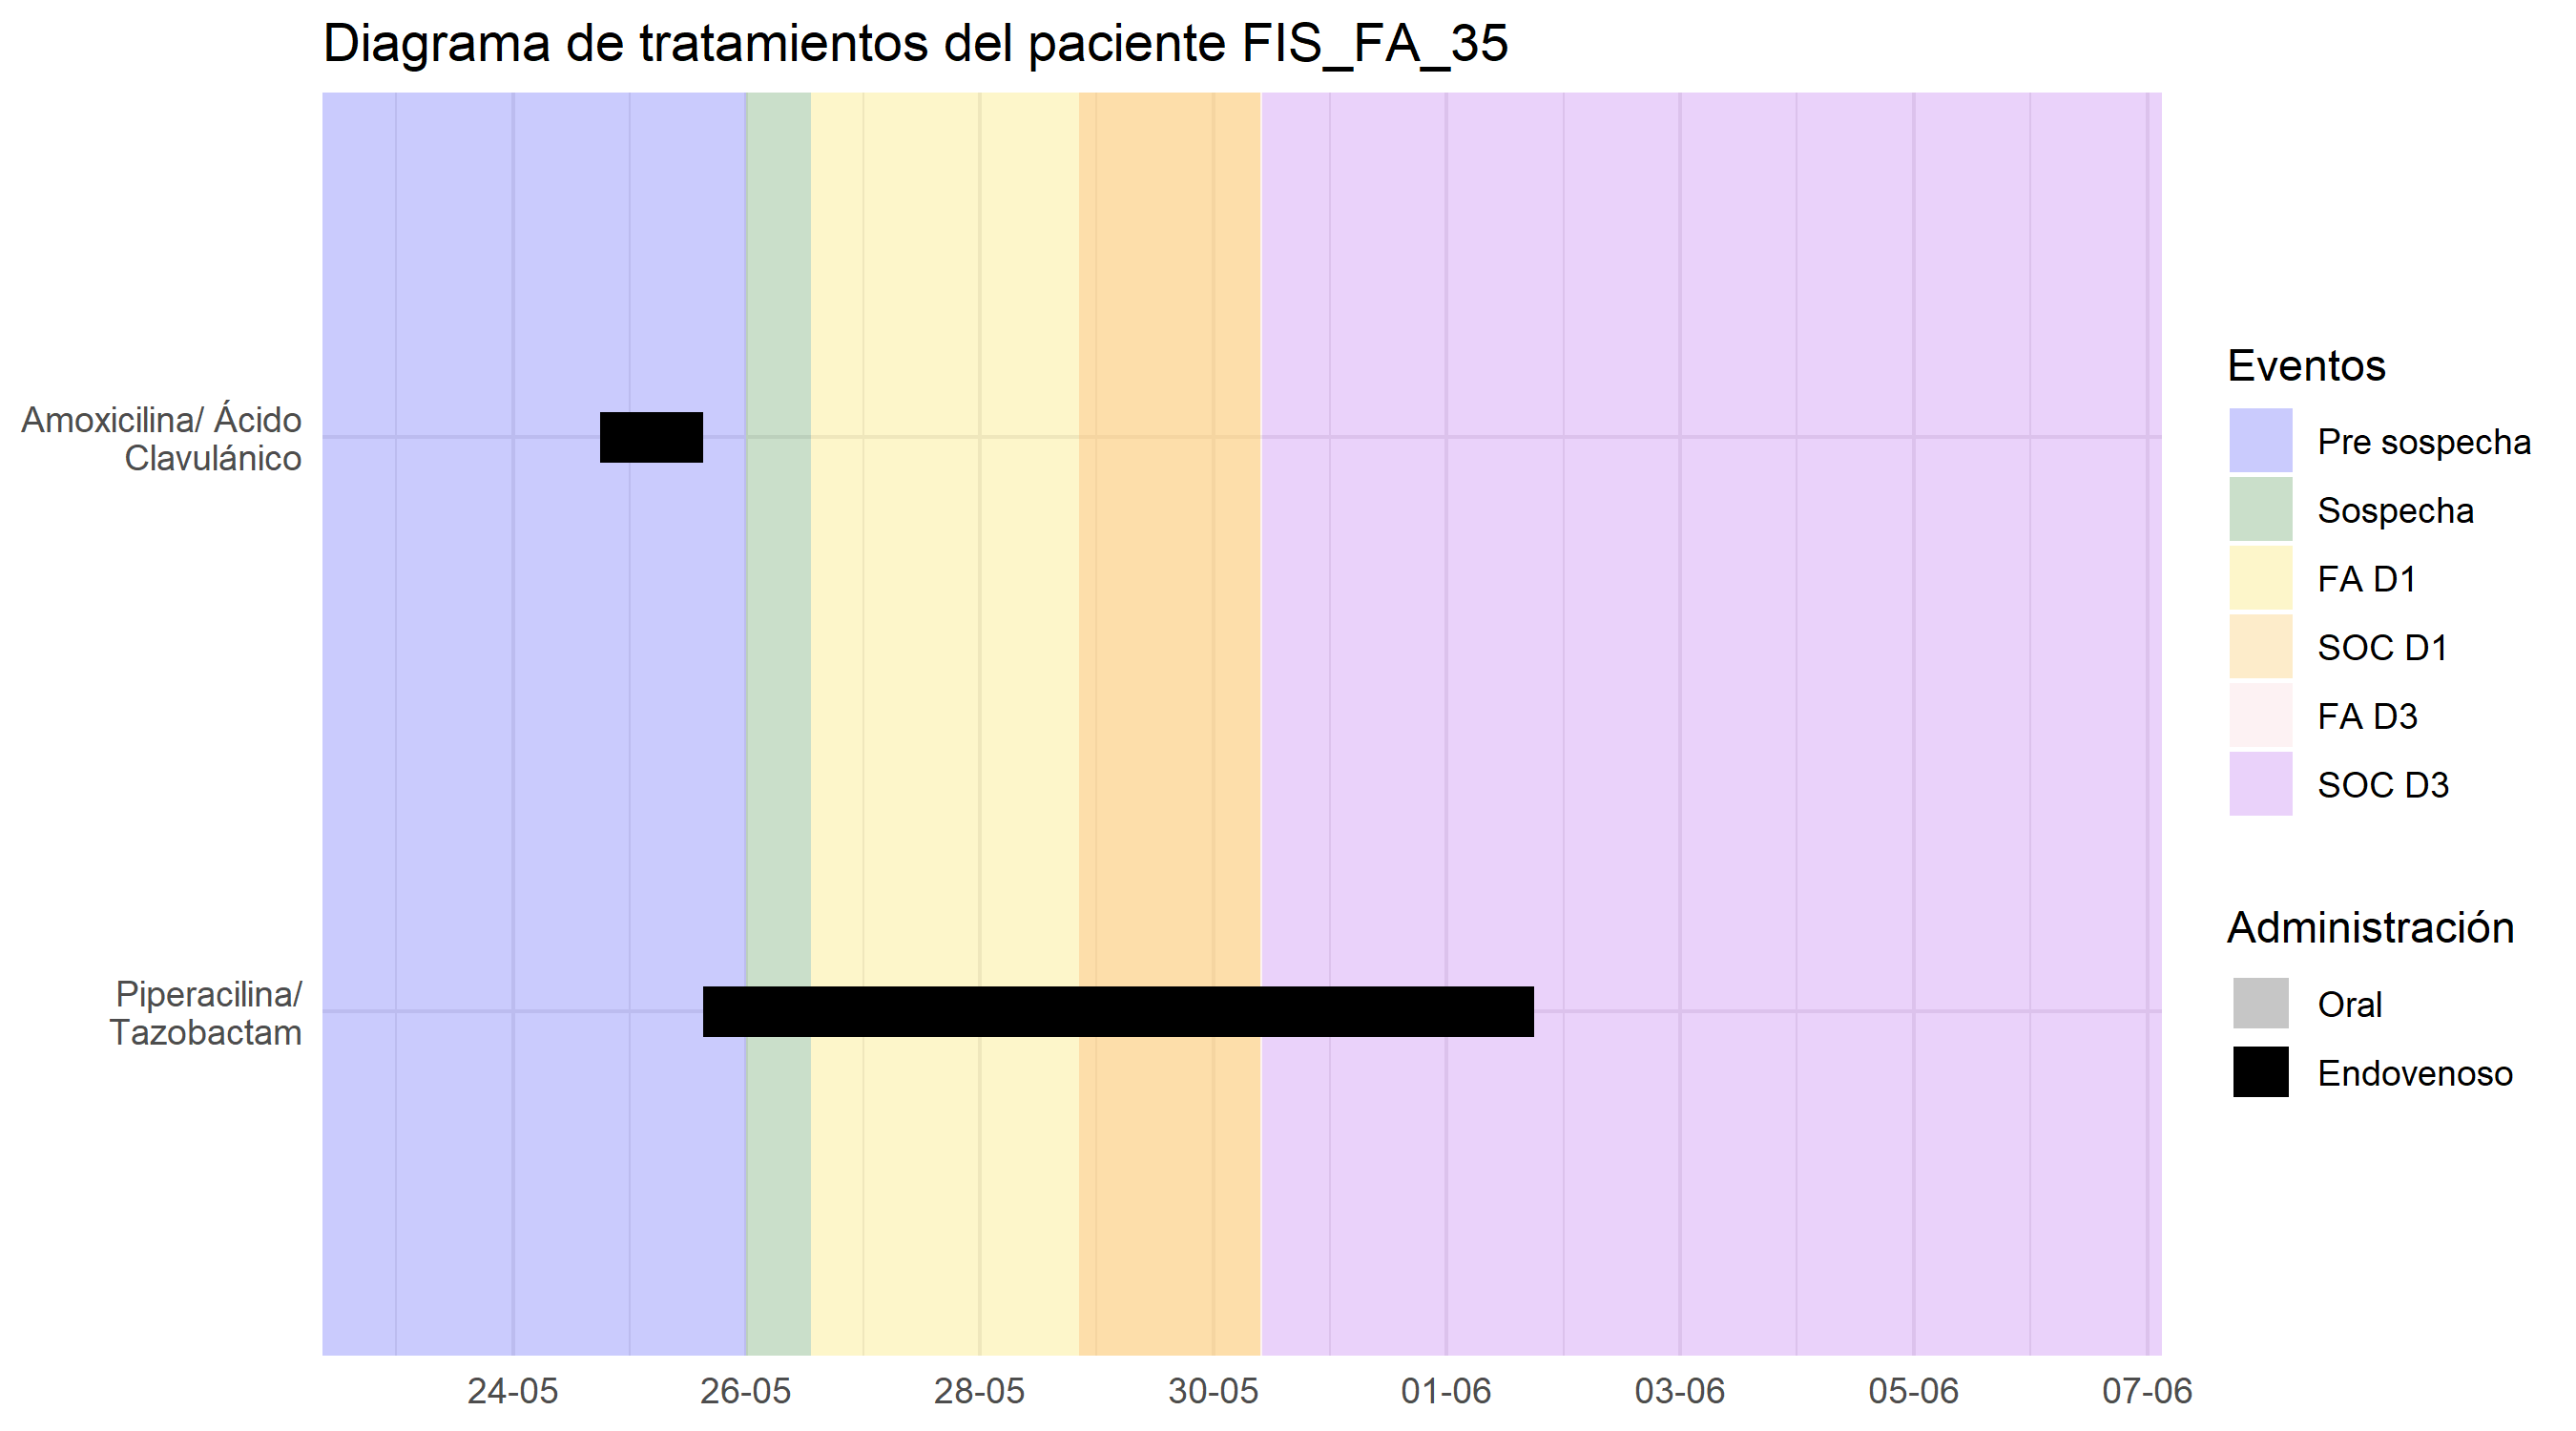 Diagrama de tratamientos del paciente FIS_FA_35
Amoxicilina/ Ácido
Clavulánico
Piperacilina/
Tazobactam
24-05
26-05
28-05
30-05
01-06
03-06
05-06
07-06
Eventos
Pre sospecha
Sospecha
FA D1
SOC D1
FA D3
SOC D3
Administración
Oral
Endovenoso